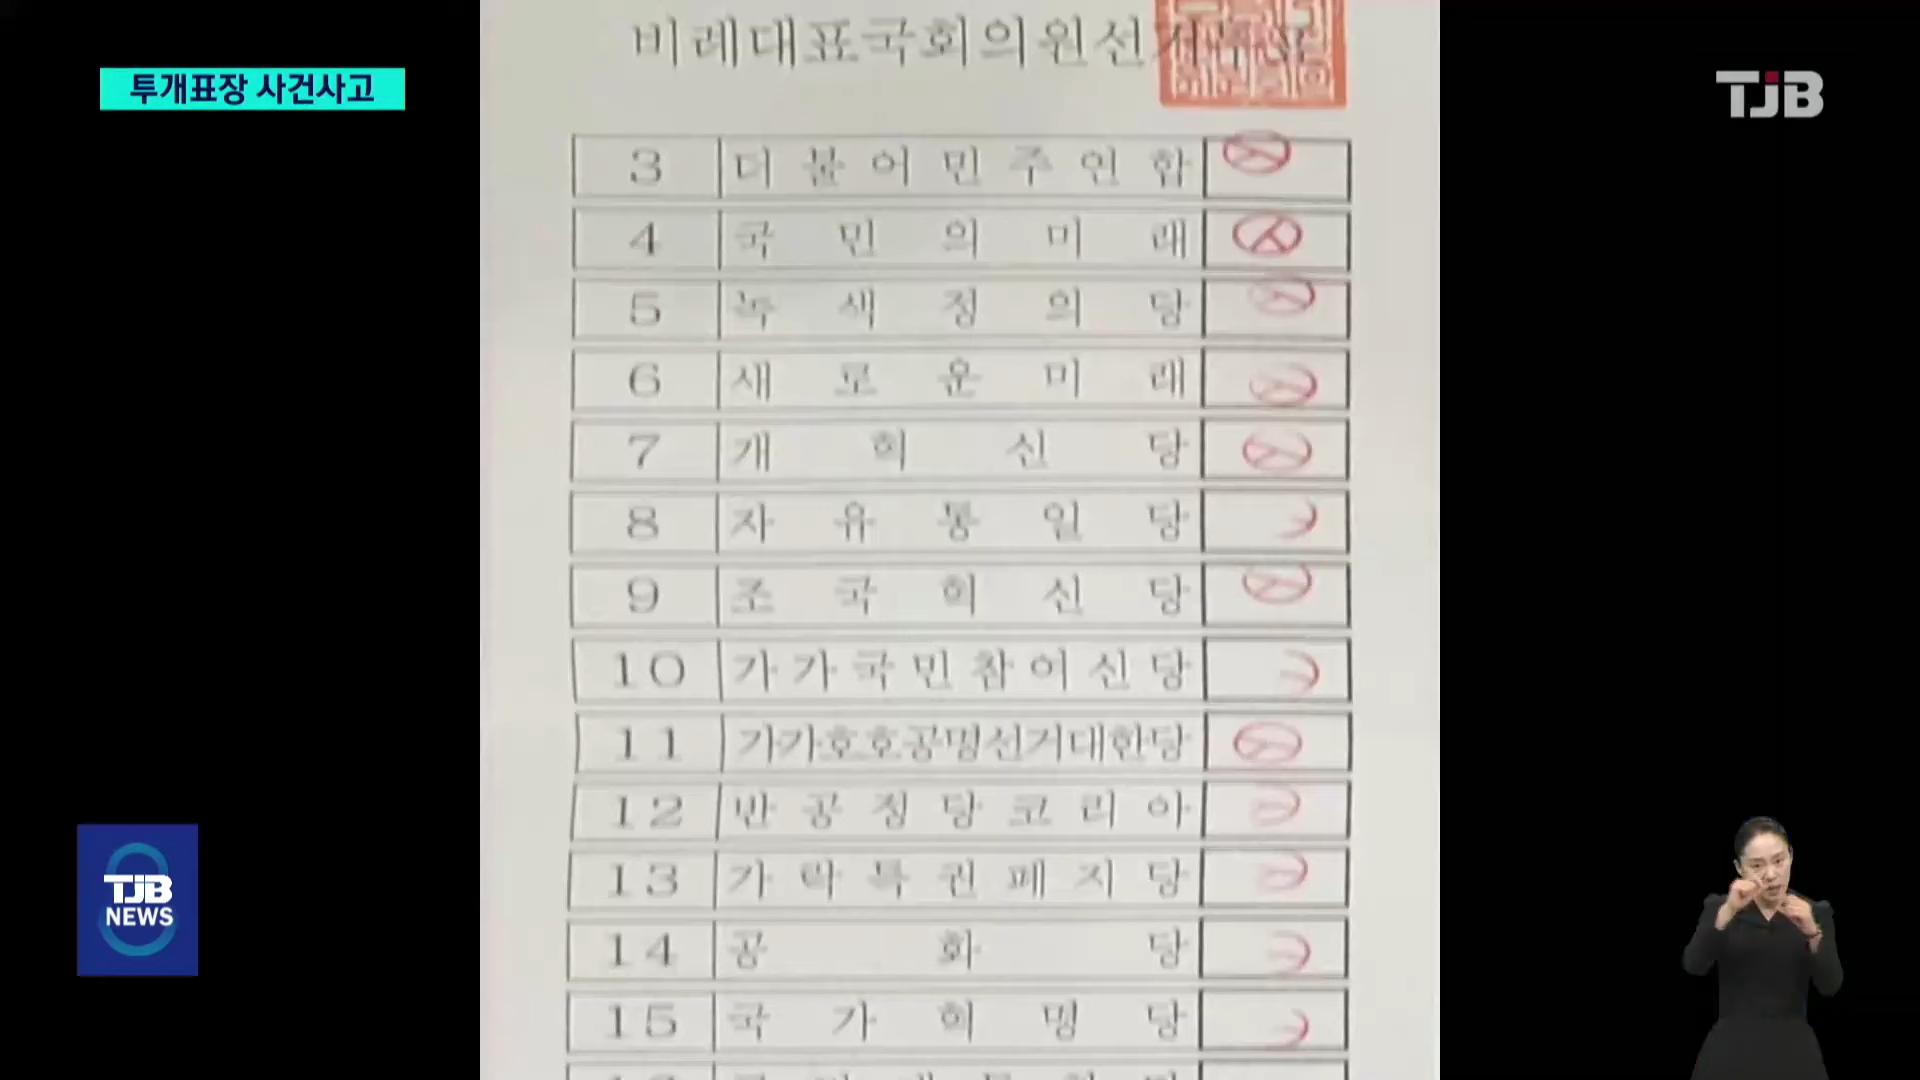 비례대표국회의원선거투표
투개표장 사건사고
TJB
3 더불어민주연합
4 국민의미래
5 녹색정의당
6 새로운미래
7 개혁신당
8 자유통일당
9 조국혁신당
10 가가국민참여신당
11 가가호호공명선거대한당
12 반공정당코리아
13 가락특권폐지당
14 공화당
15 국가혁명당
TJB
NEWS